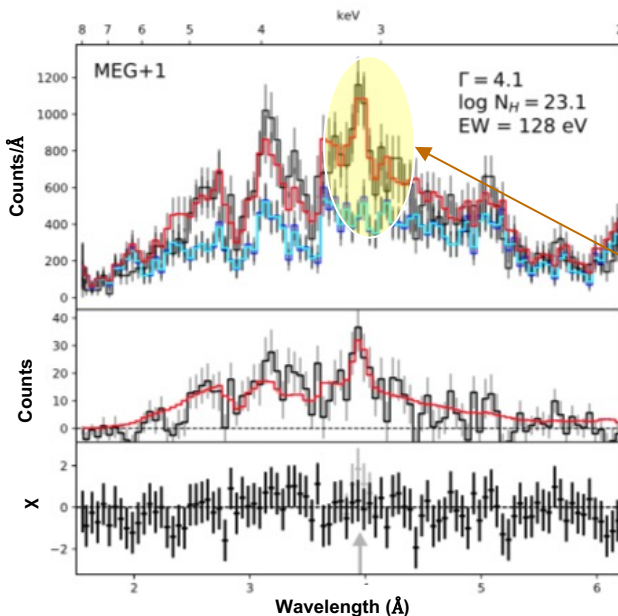 keV
8 7 6 5 4 3 2
MEG+1
Γ = 4.1
log N_H = 23.1
EW = 128 eV
Counts/Å
1200
1000
800
600
400
200
0
Counts
40
30
20
10
0
χ
2
0
−2
2 3 4 5 6
Wavelength (Å)